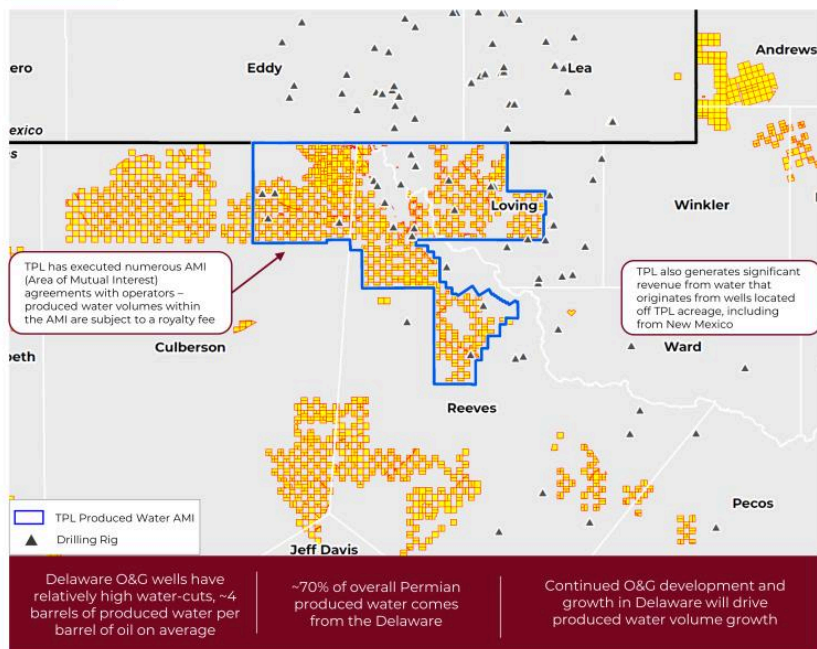 Andrews
ero
Eddy
Lea
exico
s
Loving
Winkler
TPL has executed numerous AMI
(Area of Mutual Interest)
agreements with operators –
produced water volumes within
the AMI are subject to a royalty fee
TPL also generates significant
revenue from water that
originates from wells located
off TPL acreage, including
from New Mexico
beth
Culberson
Ward
Reeves
Pecos
TPL Produced Water AMI
Drilling Rig
Jeff Davis
Delaware O&G wells have
relatively high water-cuts, ~4
barrels of produced water per
barrel of oil on average
~70% of overall Permian
produced water comes
from the Delaware
Continued O&G development and
growth in Delaware will drive
produced water volume growth